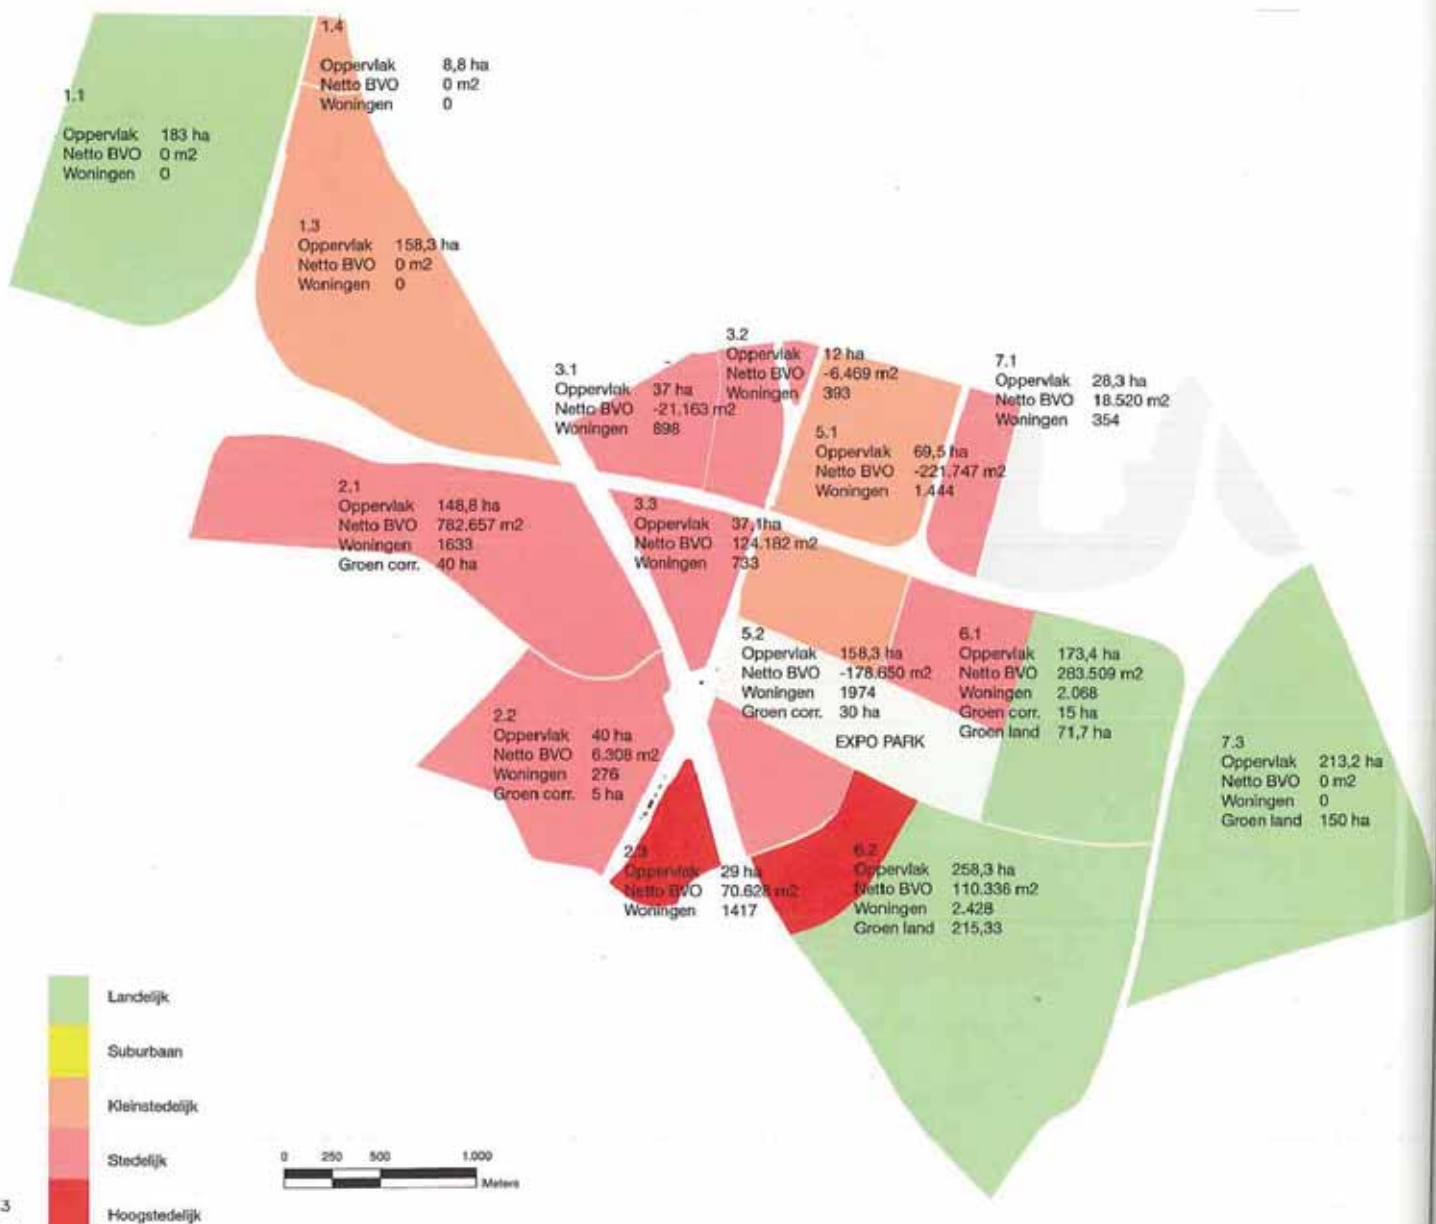 1.4
Oppervlak 8,8 ha
Netto BVO 0 m2
Woningen 0
1.1
Oppervlak 183 ha
Netto BVO 0 m2
Woningen 0
1.3
Oppervlak 158,3 ha
Netto BVO 0 m2
Woningen 0
3.2
Oppervlak 12 ha
Netto BVO -6.469 m2
Woningen 393
3.1
Oppervlak 37 ha
Netto BVO -21.163 m2
Woningen 898
7.1
Oppervlak 28,3 ha
Netto BVO 18.520 m2
Woningen 354
5.1
Oppervlak 69,5 ha
Netto BVO -221.747 m2
Woningen 1.444
2.1
Oppervlak 148,8 ha
Netto BVO 782.657 m2
Woningen 1633
Groen corr. 40 ha
3.3
Oppervlak 37,1ha
Netto BVO 124.182 m2
Woningen 733
5.2
Oppervlak 158,3 ha
Netto BVO -178.650 m2
Woningen 1974
Groen corr. 30 ha
6.1
Oppervlak 173,4 ha
Netto BVO 283.509 m2
Woningen 2.068
Groen corr. 15 ha
Groen land 71,7 ha
EXPO PARK
2.2
Oppervlak 40 ha
Netto BVO 6.308 m2
Woningen 276
Groen corr. 5 ha
7.3
Oppervlak 213,2 ha
Netto BVO 0 m2
Woningen 0
Groen land 150 ha
2.3
Oppervlak 29 ha
Netto BVO 70.628 m2
Woningen 1417
6.2
Oppervlak 258,3 ha
Netto BVO 110.336 m2
Woningen 2.428
Groen land 215,33
Landelijk
Suburbaan
Kleinstedelijk
Stedelijk
Hoogstedelijk
0 250 500 1.000
Meters
3